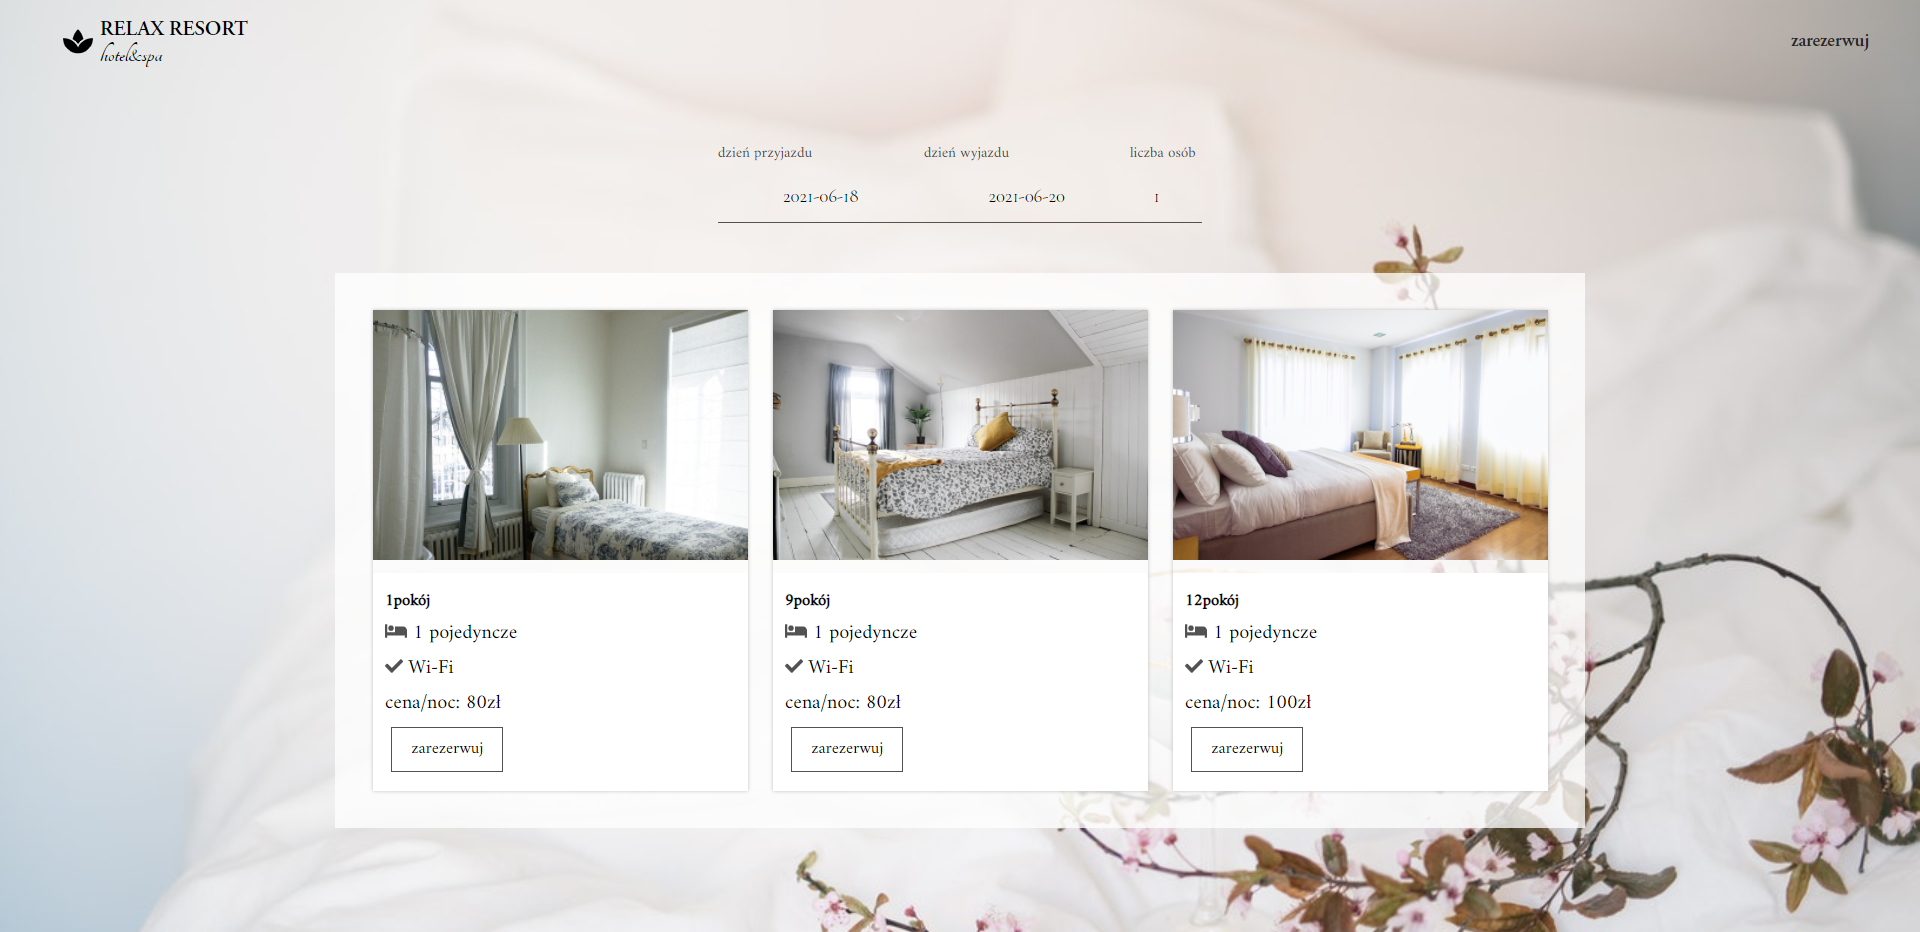 RELAX RESORT
hotel&spa
zarezerwuj
dzień przyjazdu dzień wyjazdu liczba osób
2021-06-18 2021-06-20 1
1pokój
1 pojedyncze
Wi-Fi
cena/noc: 80zł
zarezerwuj
9pokój
1 pojedyncze
Wi-Fi
cena/noc: 80zł
zarezerwuj
12pokój
1 pojedyncze
Wi-Fi
cena/noc: 100zł
zarezerwuj